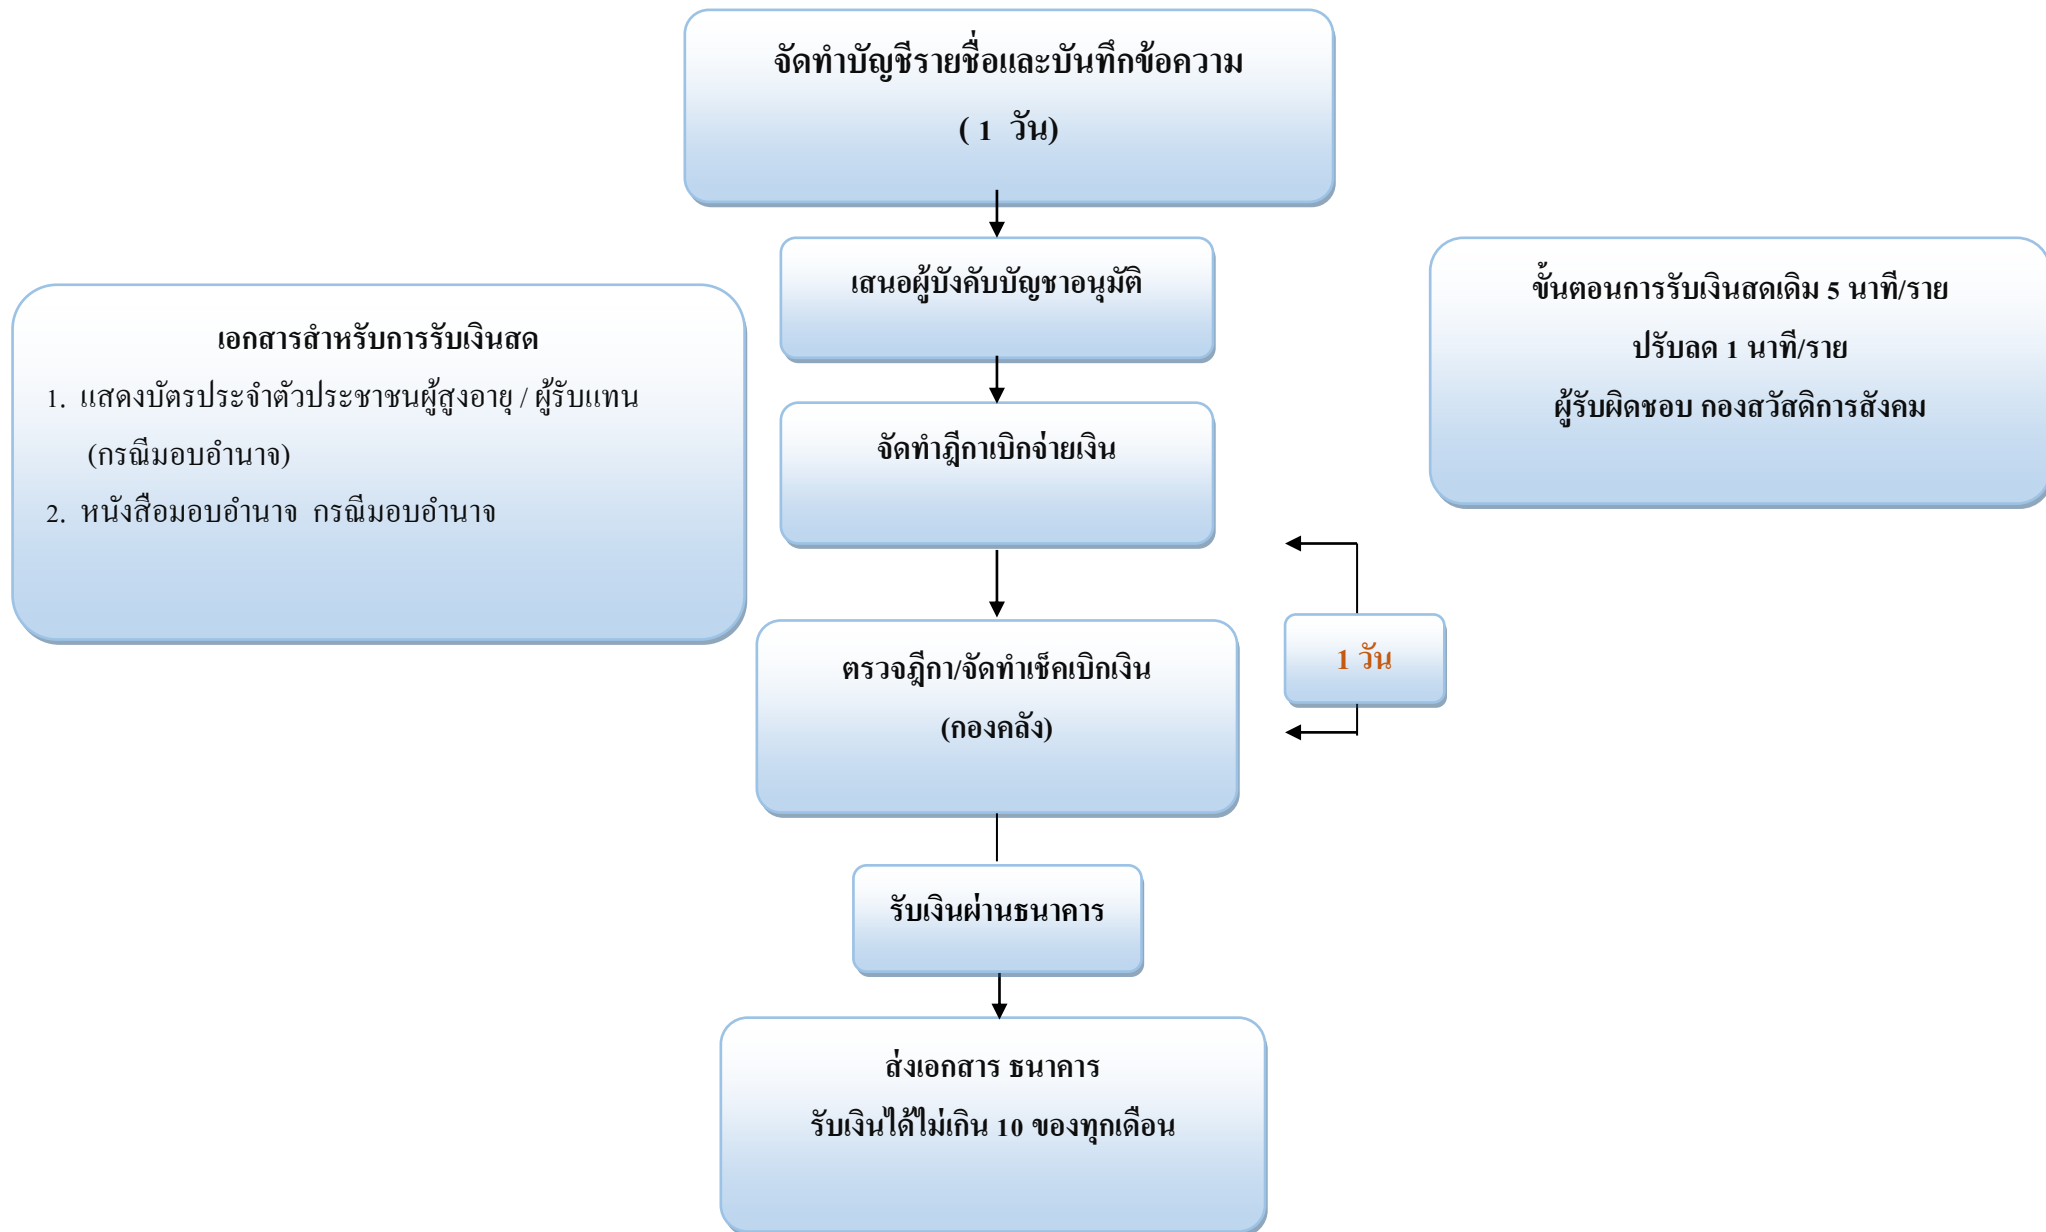 จัดทำบัญชีรายชื่อและบันทึกข้อความ
( 1 วัน)
เสนอผู้บังคับบัญชาอนุมัติ
ขั้นตอนการรับเงินสดเดิม 5 นาที/ราย
ปรับลด 1 นาที/ราย
ผู้รับผิดชอบ กองสวัสดิการสังคม
เอกสารสำหรับการรับเงินสด
1. แสดงบัตรประจำตัวประชาชนผู้สูงอายุ / ผู้รับแทน
(กรณีมอบอำนาจ)
2. หนังสือมอบอำนาจ กรณีมอบอำนาจ
จัดทำฎีกาเบิกจ่ายเงิน
1 วัน
ตรวจฎีกา/จัดทำเช็คเบิกเงิน
(กองคลัง)
รับเงินผ่านธนาคาร
ส่งเอกสาร ธนาคาร
รับเงินได้ไม่เกิน 10 ของทุกเดือน